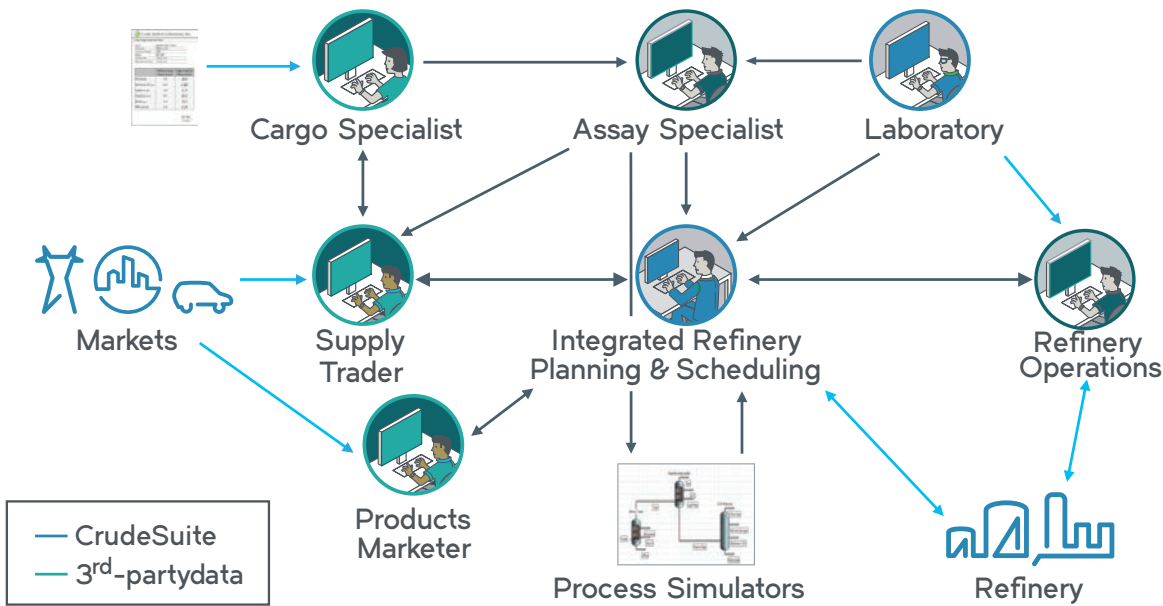 Cargo Specialist
Assay Specialist
Laboratory
Markets
Supply
Trader
Integrated Refinery
Planning & Scheduling
Refinery
Operations
Products
Marketer
CrudeSuite
3rd-partydata
Process Simulators
Refinery